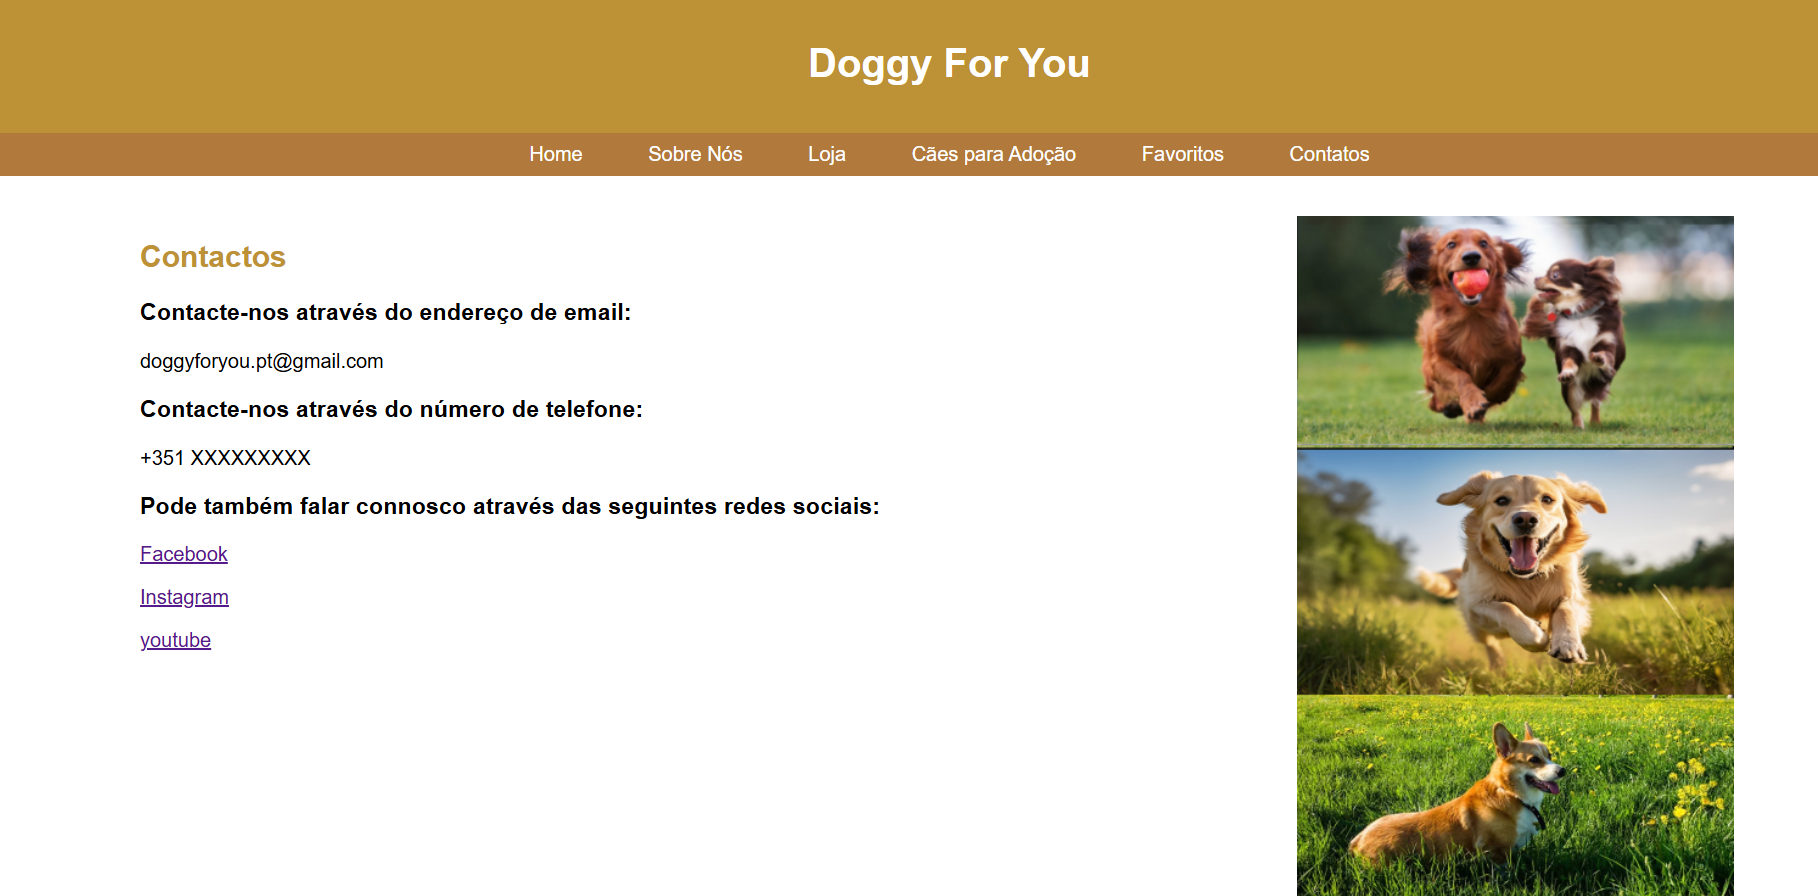 Doggy For You
Home Sobre Nós Loja Cães para Adoção Favoritos Contatos
Contactos
Contacte-nos através do endereço de email:
doggyforyou.pt@gmail.com
Contacte-nos através do número de telefone:
+351 XXXXXXXXX
Pode também falar connosco através das seguintes redes sociais:
Facebook
Instagram
youtube